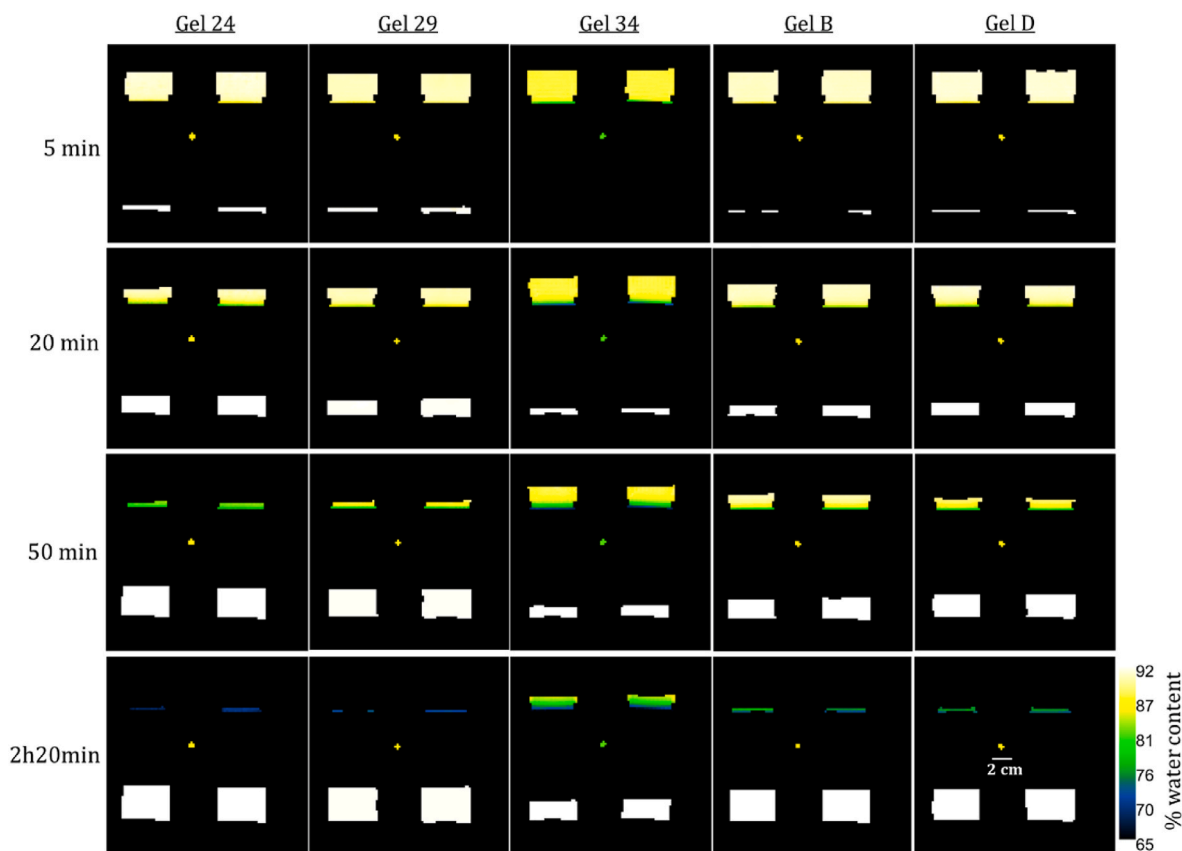 Gel 24 Gel 29 Gel 34 Gel B Gel D
5 min
20 min
50 min
2h20min
2 cm
92
87
81
76
70
65
% water content